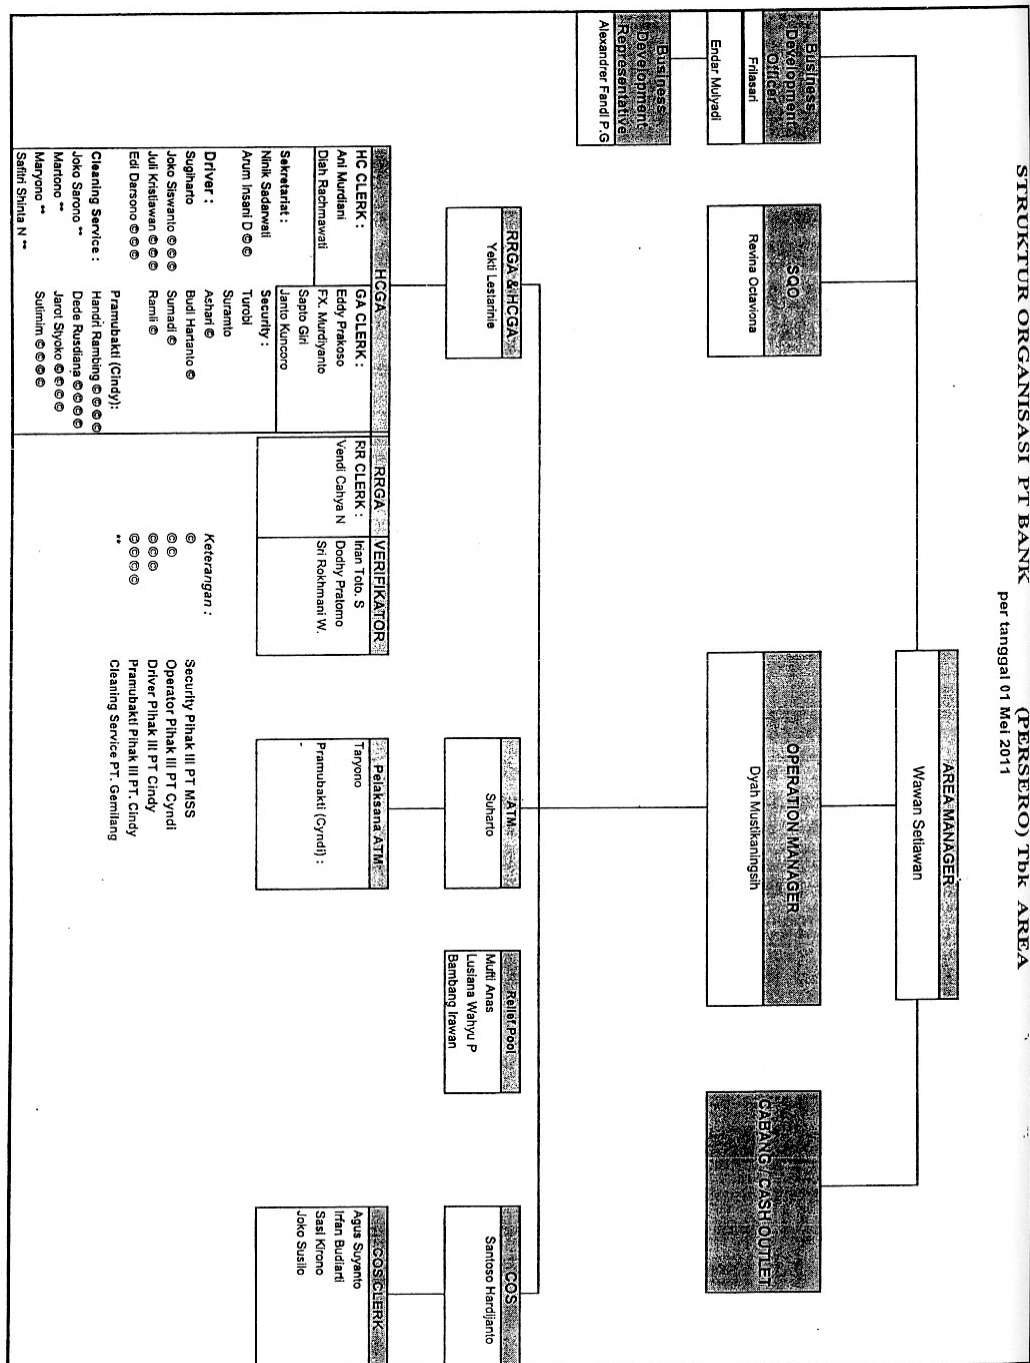 STRUKTUR ORGANISASI PT BANK (PERSERO) Tbk AREA
per tanggal 01 Mei 2011
AREA MANAGER
Wawan Setiawan
Business
Development
Officer
Frilasari
Endar Mulyadi
SQO
Revina Octaviona
OPERATION MANAGER
Dyah Mustikaningsih
CABANG / CASH OUTLET
Business
Development
Representative
Alexandrer Fandi P.G
RRGA & HCGA
Yekti Lestarinie
ATM
Suharto
Relief Pool
Mufti Anas
Lusiana Wahyu P
Bambang Irawan
COS
Santoso Hardijanto
HCGA
HC CLERK :
Ani Murdiani
Diah Rachmawati
Sekretariat :
Ninik Sadarwati
Arum Insani D © ©
Driver :
Sugiharto
Joko Siswanto © © ©
Juli Kristiawan © © ©
Edi Darsono © © ©
Cleaning Service :
Joko Sarono **
Martono **
Maryono **
Safitri Shinta N **
GA CLERK :
Eddy Prakoso
FX. Murdiyanto
Sapto Giri
Janto Kuncoro
Security :
Turobi
Suramto
Ashari ©
Budi Hartanto ©
Sumadi ©
Ramli ©
Pramubakti (Cindy):
Handri Rambing © © © ©
Dede Rusdiana © © © ©
Jarot Siyoko © © © ©
Sutimin © © © ©
RRGA
RR CLERK :
Vendi Cahya N
VERIFIKATOR
Irian Toto. S
Dodhy Pratomo
Sri Rokhmani W.
Pelaksana ATM
Taryono
Pramubakti (Cyndi) :
-
COS CLERK
Agus Suyanto
Irfan Budiarti
Sasi Kirono
Joko Susilo
Keterangan :
© Security Pihak III PT MSS
© © Operator Pihak III PT Cyndi
© © © Driver Pihak III PT Cindy
© © © © Pramubakti Pihak III PT. Cindy
** Cleaning Service PT. Gemilang